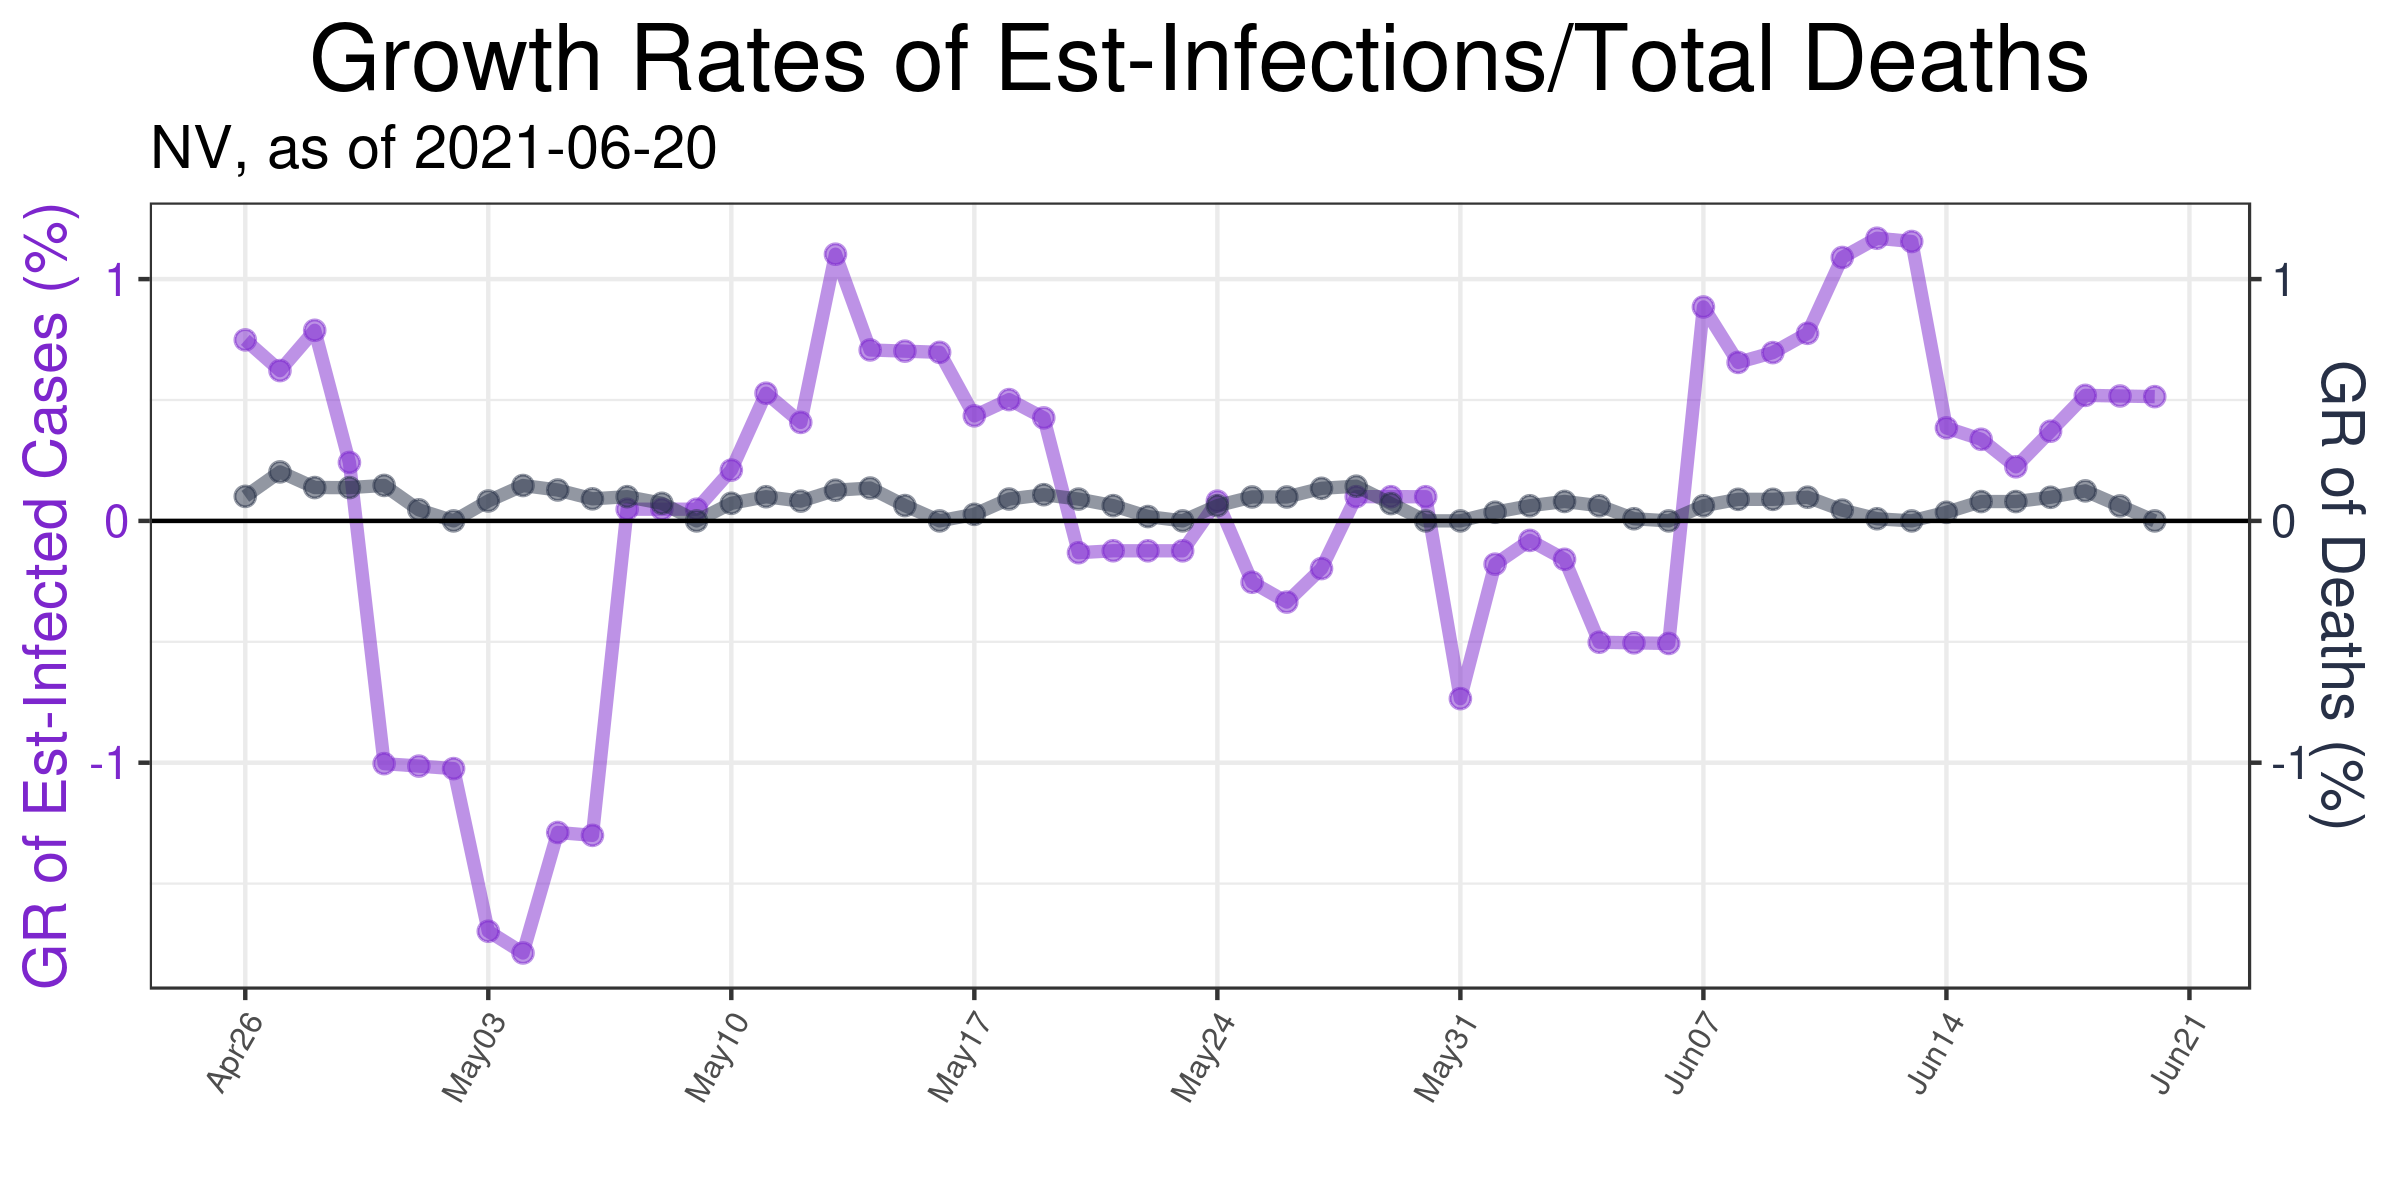 Growth Rates of Est-Infections/Total Deaths
NV, as of 2021-06-20
GR of Est-Infected Cases (%)
1
0
-1
1
0
-1
GR of Deaths (%)
Apr26
May03
May10
May17
May24
May31
Jun07
Jun14
Jun21